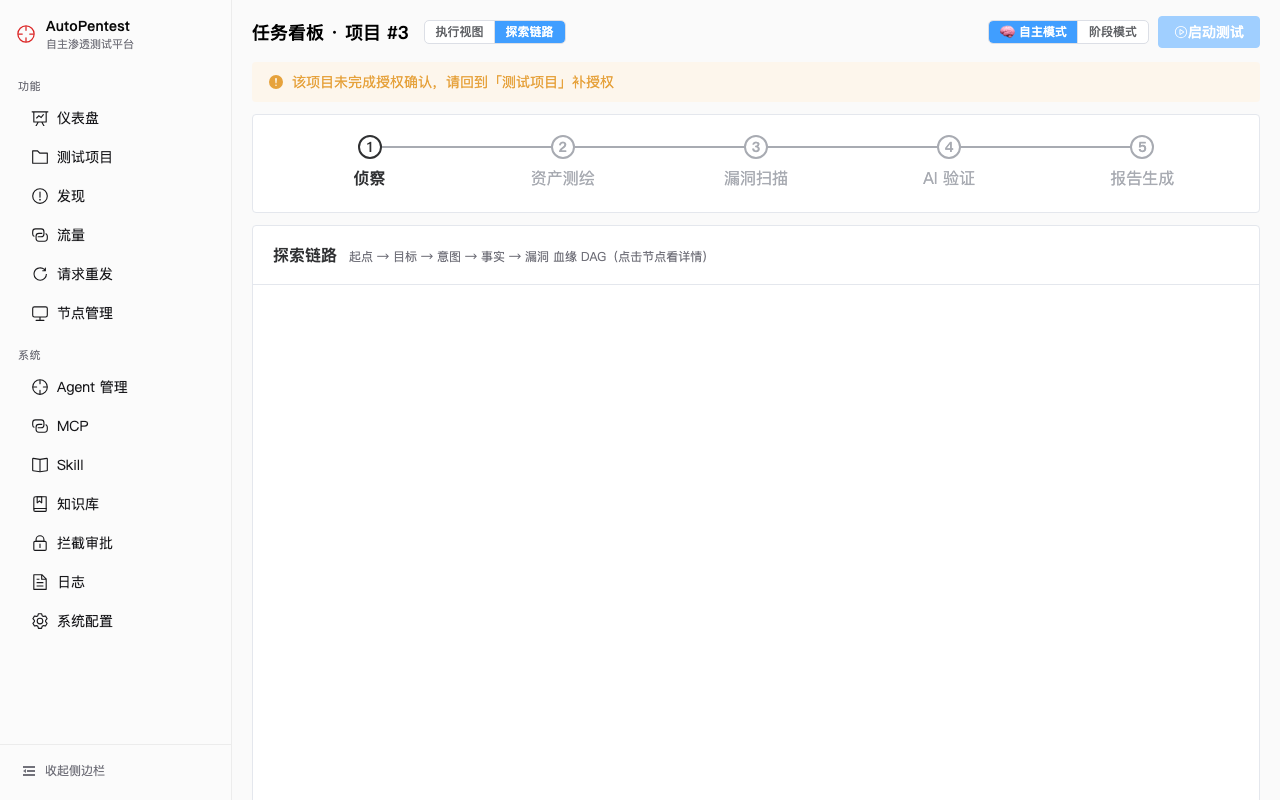 AutoPentest
自主渗透测试平台
功能
仪表盘
测试项目
发现
流量
请求重发
节点管理
系统
Agent 管理
MCP
Skill
知识库
拦截审批
日志
系统配置
收起侧边栏
任务看板 · 项目 #3
执行视图
探索链路
自主模式
阶段模式
启动测试
该项目未完成授权确认，请回到「测试项目」补授权
1
侦察
2
资产测绘
3
漏洞扫描
4
AI 验证
5
报告生成
探索链路
起点 → 目标 → 意图 → 事实 → 漏洞 血缘 DAG（点击节点看详情）